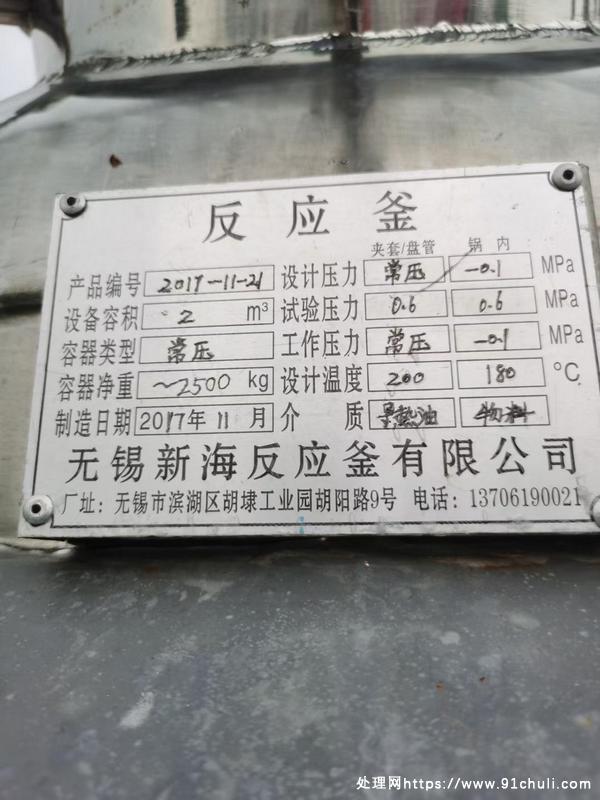 反应釜
夹套/盘管 锅内
产品编号 2017-11-21 设计压力 常压 -0.1 MPa
设备容积 2 m³ 试验压力 0.6 0.6
容器类型 常压 工作压力 常压 -0.1 MPa
容器净重 ~2500 kg 设计温度 200 180 °C
制造日期 2017年11月 介质 导热油 物料
无锡新海反应釜有限公司
厂址：无锡市滨湖区胡埭工业园胡阳路9号 电话：13706190021
处理网https://www.91chuli.com/